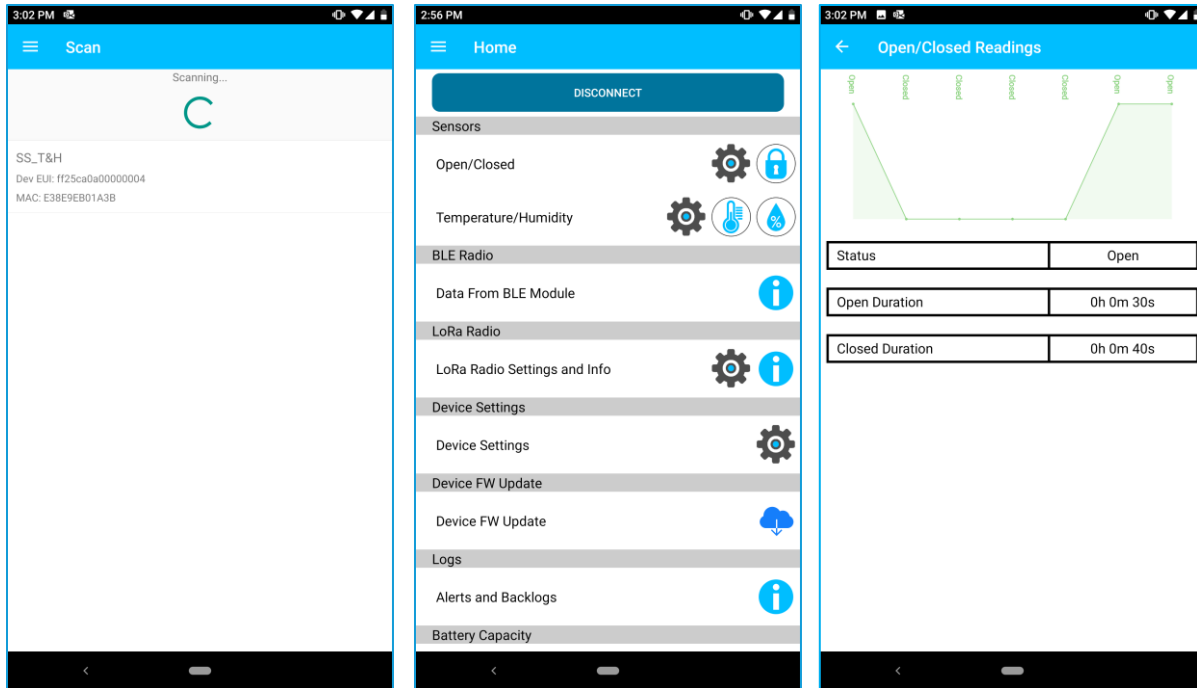 3:02 PM
Scan
Scanning...
SS_T&H
Dev EUI: ff25ca0a00000004
MAC: E38E9EB01A3B
2:56 PM
Home
DISCONNECT
Sensors
Open/Closed
Temperature/Humidity
%
BLE Radio
Data From BLE Module
LoRa Radio
LoRa Radio Settings and Info
Device Settings
Device Settings
Device FW Update
Device FW Update
Logs
Alerts and Backlogs
Battery Capacity
3:02 PM
Open/Closed Readings
Open Closed Closed Closed Closed Open Open
Status Open
Open Duration 0h 0m 30s
Closed Duration 0h 0m 40s